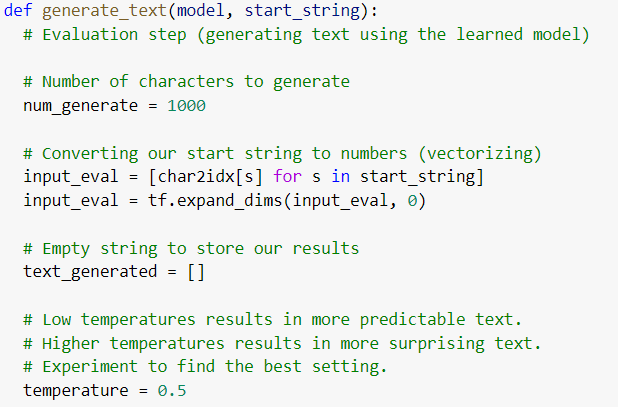 def generate_text(model, start_string):
  # Evaluation step (generating text using the learned model)

  # Number of characters to generate
  num_generate = 1000

  # Converting our start string to numbers (vectorizing)
  input_eval = [char2idx[s] for s in start_string]
  input_eval = tf.expand_dims(input_eval, 0)

  # Empty string to store our results
  text_generated = []

  # Low temperatures results in more predictable text.
  # Higher temperatures results in more surprising text.
  # Experiment to find the best setting.
  temperature = 0.5